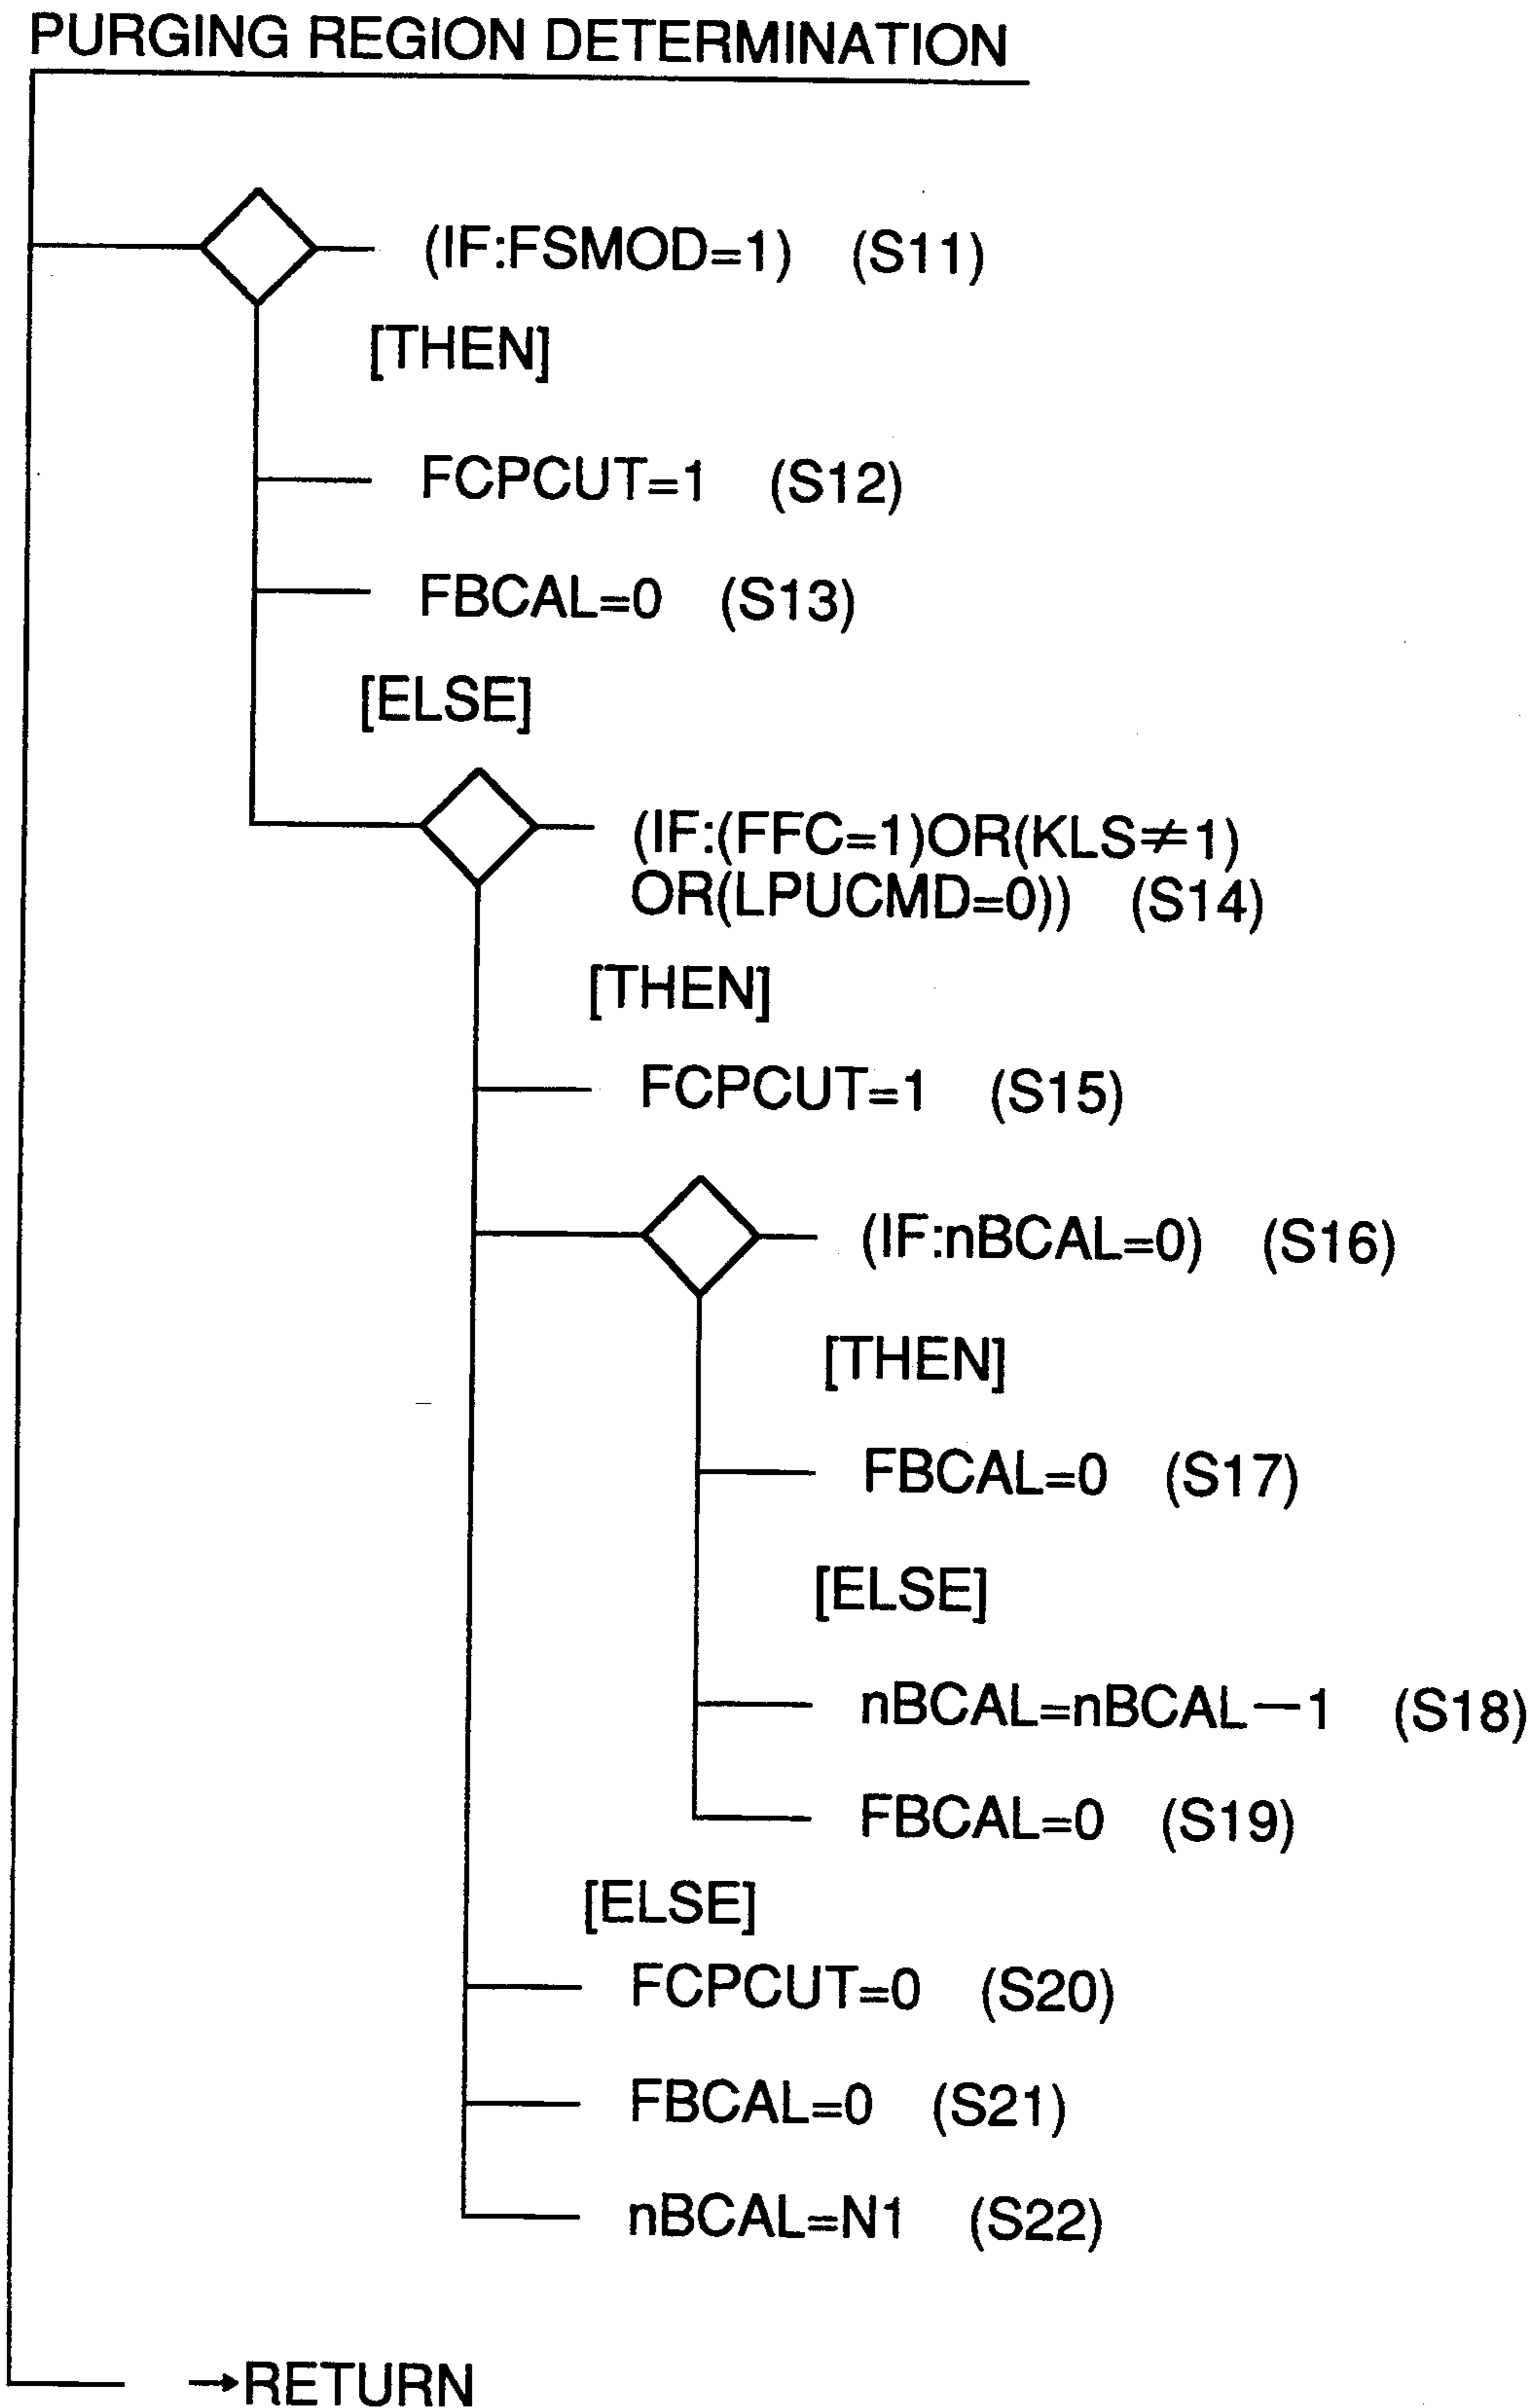 PURGING REGION DETERMINATION
(IF:FSMOD=1) (S11)
[THEN]
FCPCUT=1 (S12)
FBCAL=0 (S13)
[ELSE]
(IF:(FFC=1)OR(KLS≠1)
OR(LPUCMD=0)) (S14)
[THEN]
FCPCUT=1 (S15)
(IF:nBCAL=0) (S16)
[THEN]
FBCAL=0 (S17)
[ELSE]
nBCAL=nBCAL—1 (S18)
FBCAL=0 (S19)
[ELSE]
FCPCUT=0 (S20)
FBCAL=0 (S21)
nBCAL=N1 (S22)
→RETURN